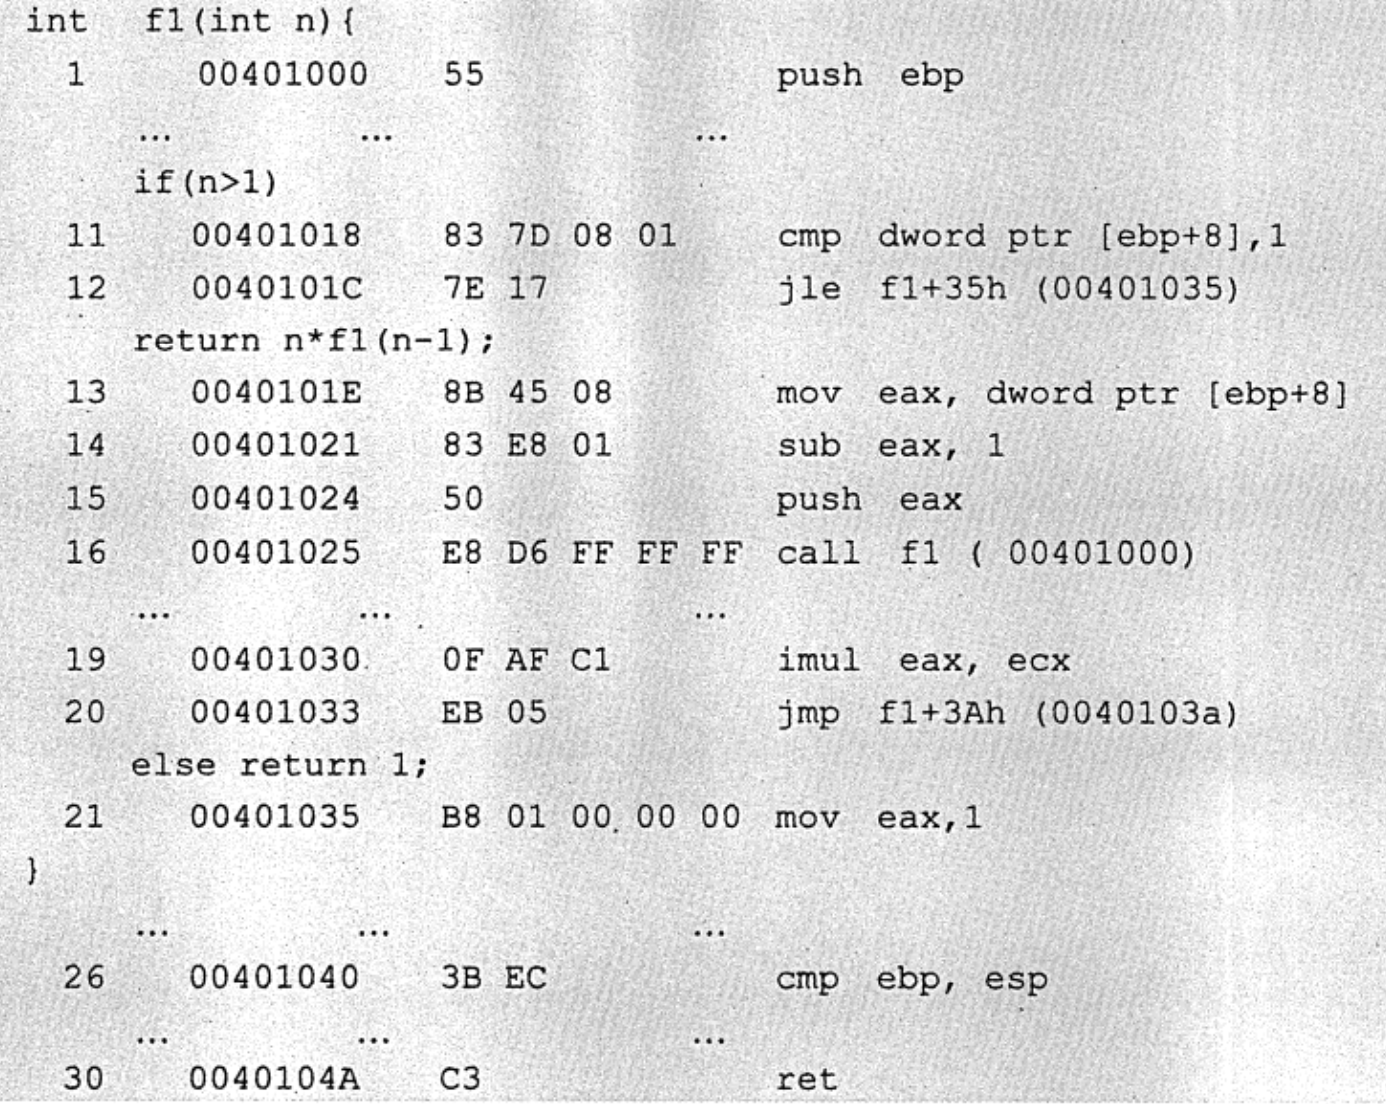 int f1(int n){
1 00401000 55 push ebp
… … …
if(n>1)
11 00401018 83 7D 08 01 cmp dword ptr [ebp+8],1
12 0040101C 7E 17 jle f1+35h (00401035)
return n*f1(n-1);
13 0040101E 8B 45 08 mov eax, dword ptr [ebp+8]
14 00401021 83 E8 01 sub eax, 1
15 00401024 50 push eax
16 00401025 E8 D6 FF FF FF call f1 ( 00401000)
… … …
19 00401030 0F AF C1 imul eax, ecx
20 00401033 EB 05 jmp f1+3Ah (0040103a)
else return 1;
21 00401035 B8 01 00 00 00 mov eax,1
}
… … …
26 00401040 3B EC cmp ebp, esp
… … …
30 0040104A C3 ret